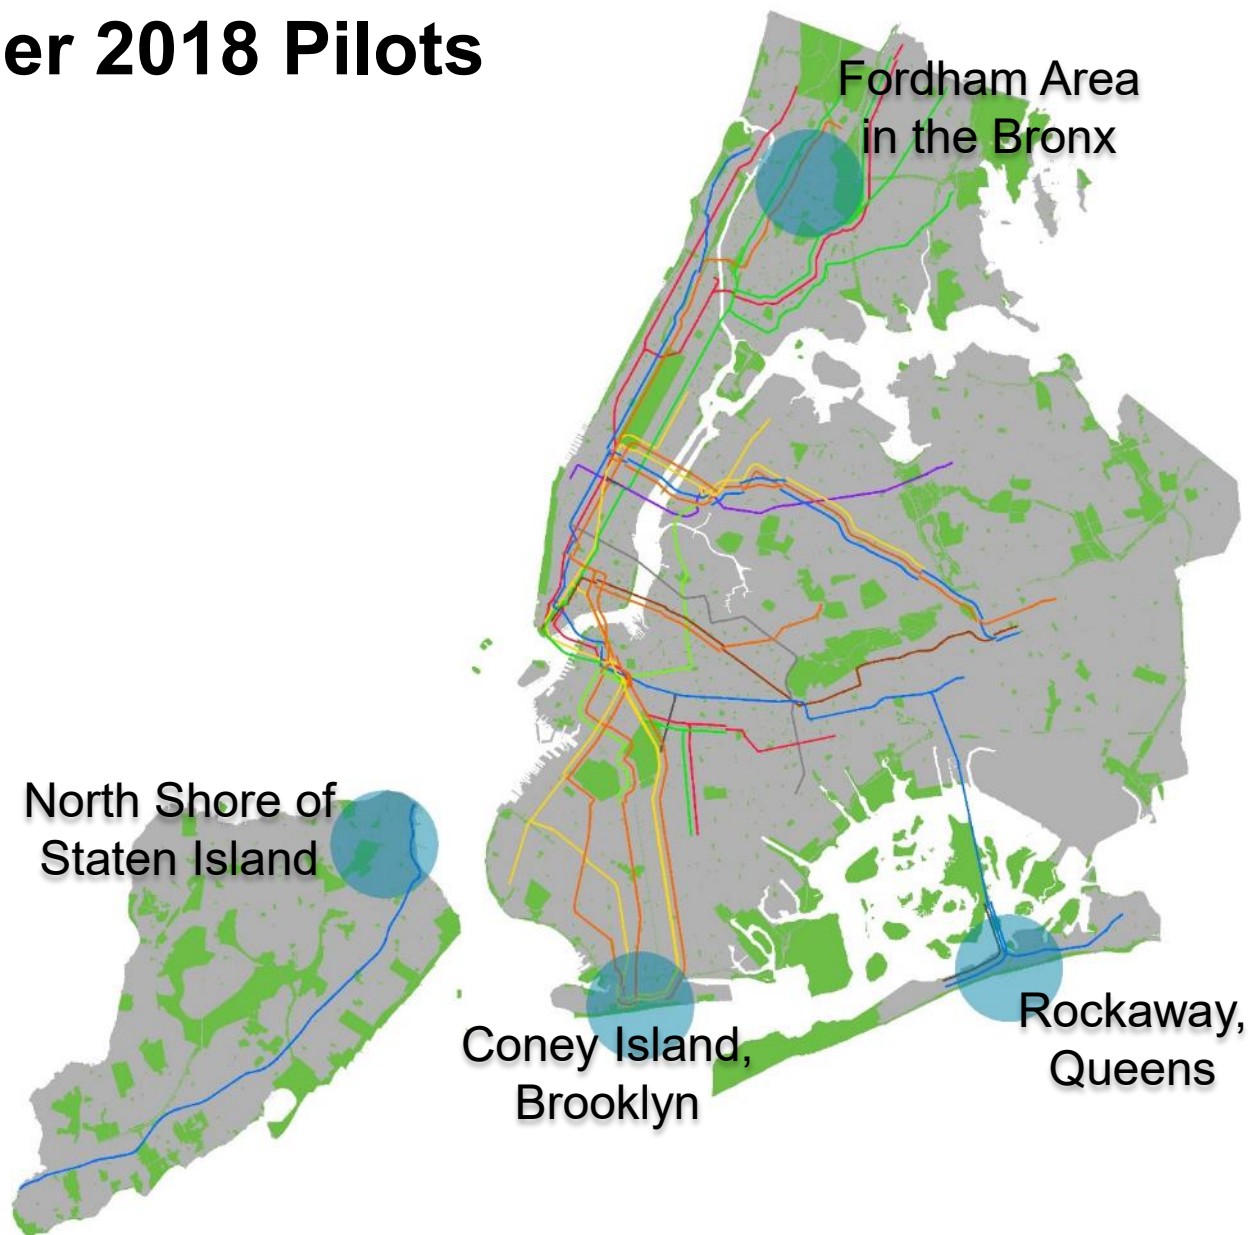 er 2018 Pilots
Fordham Area
in the Bronx
North Shore of
Staten Island
Coney Island,
Brooklyn
Rockaway,
Queens